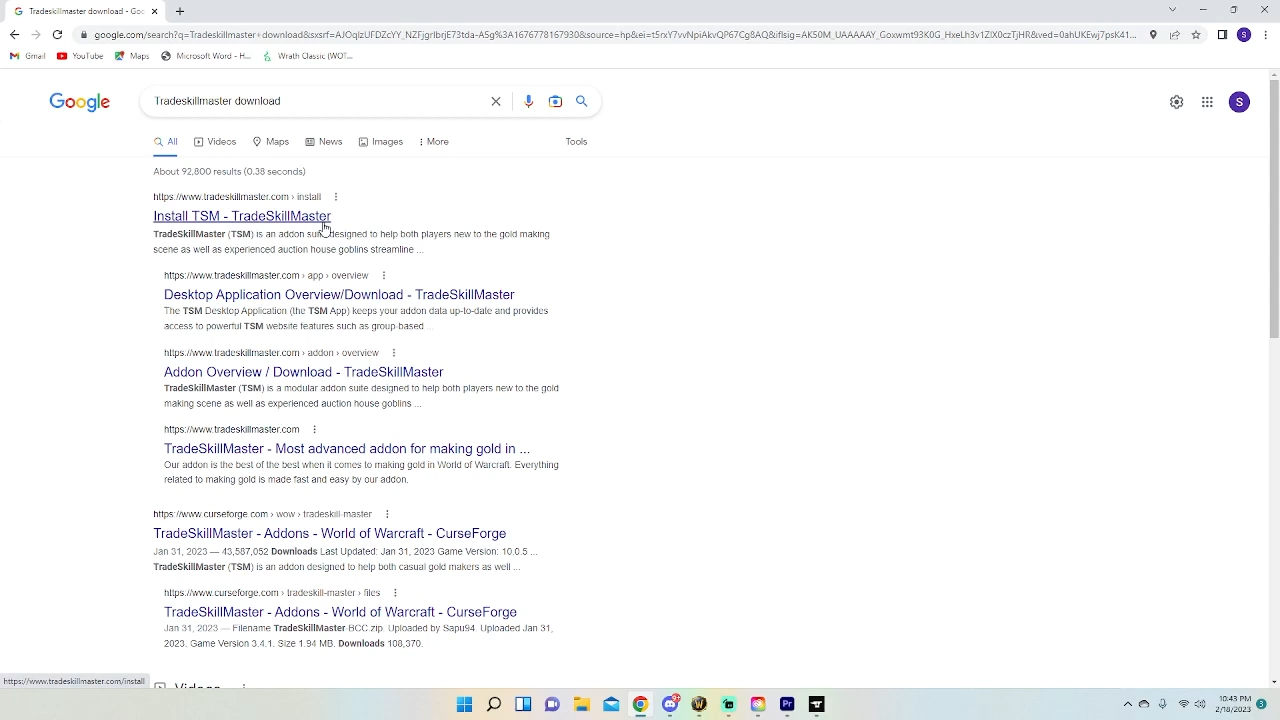 Tradeskillmaster download - Goo
google.com/search?q=Tradeskillmaster+download&sxsrf=
Gmail
YouTube
Maps
Microsoft Word - H...
Wrath Classic (WOT...
Google
Tradeskillmaster download
S
All
Videos
Maps
News
Images
More
Tools
About 92,800 results (0.38 seconds)
https://www.tradeskillmaster.com › install
Install TSM - TradeSkillMaster
TradeSkillMaster (TSM) is an addon suite designed to help both players new to the gold making
scene as well as experienced auction house goblins streamline ...
https://www.tradeskillmaster.com › app › overview
Desktop Application Overview/Download - TradeSkillMaster
The TSM Desktop Application (the TSM App) keeps your addon data up-to-date and provides
access to powerful TSM website features such as group-based ...
https://www.tradeskillmaster.com › addon › overview
Addon Overview / Download - TradeSkillMaster
TradeSkillMaster (TSM) is a modular addon suite designed to help both players new to the gold
making scene as well as experienced auction house goblins ...
https://www.tradeskillmaster.com
TradeSkillMaster - Most advanced addon for making gold in ...
Our addon is the best of the best when it comes to making gold in World of Warcraft. Everything
related to making gold is made fast and easy by our addon.
https://www.curseforge.com › wow › tradeskill-master
TradeSkillMaster - Addons - World of Warcraft - CurseForge
Jan 31, 2023 — 43,587,052 Downloads Last Updated: Jan 31, 2023 Game Version: 10.0.5 ...
TradeSkillMaster (TSM) is an addon designed to help both casual gold makers as well ...
https://www.curseforge.com › tradeskill-master › files
TradeSkillMaster - Addons - World of Warcraft - CurseForge
Jan 31, 2023 — Filename TradeSkillMaster-BCC.zip. Uploaded by Sapu94. Uploaded Jan 31,
2023. Game Version 3.4.1. Size 1.94 MB. Downloads 108,370.
Videos
https://www.tradeskillmaster.com/install
10:43 PM
2/18/2023